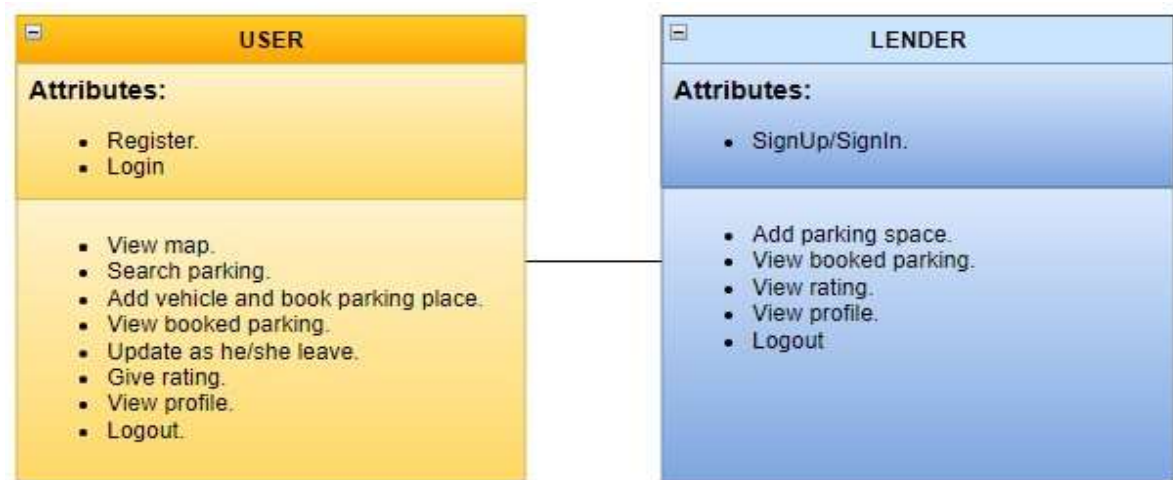 USER
Attributes:
• Register.
• Login
• View map.
• Search parking.
• Add vehicle and book parking place.
• View booked parking.
• Update as he/she leave.
• Give rating.
• View profile.
• Logout.
LENDER
Attributes:
• SignUp/SignIn.
• Add parking space.
• View booked parking.
• View rating.
• View profile.
• Logout